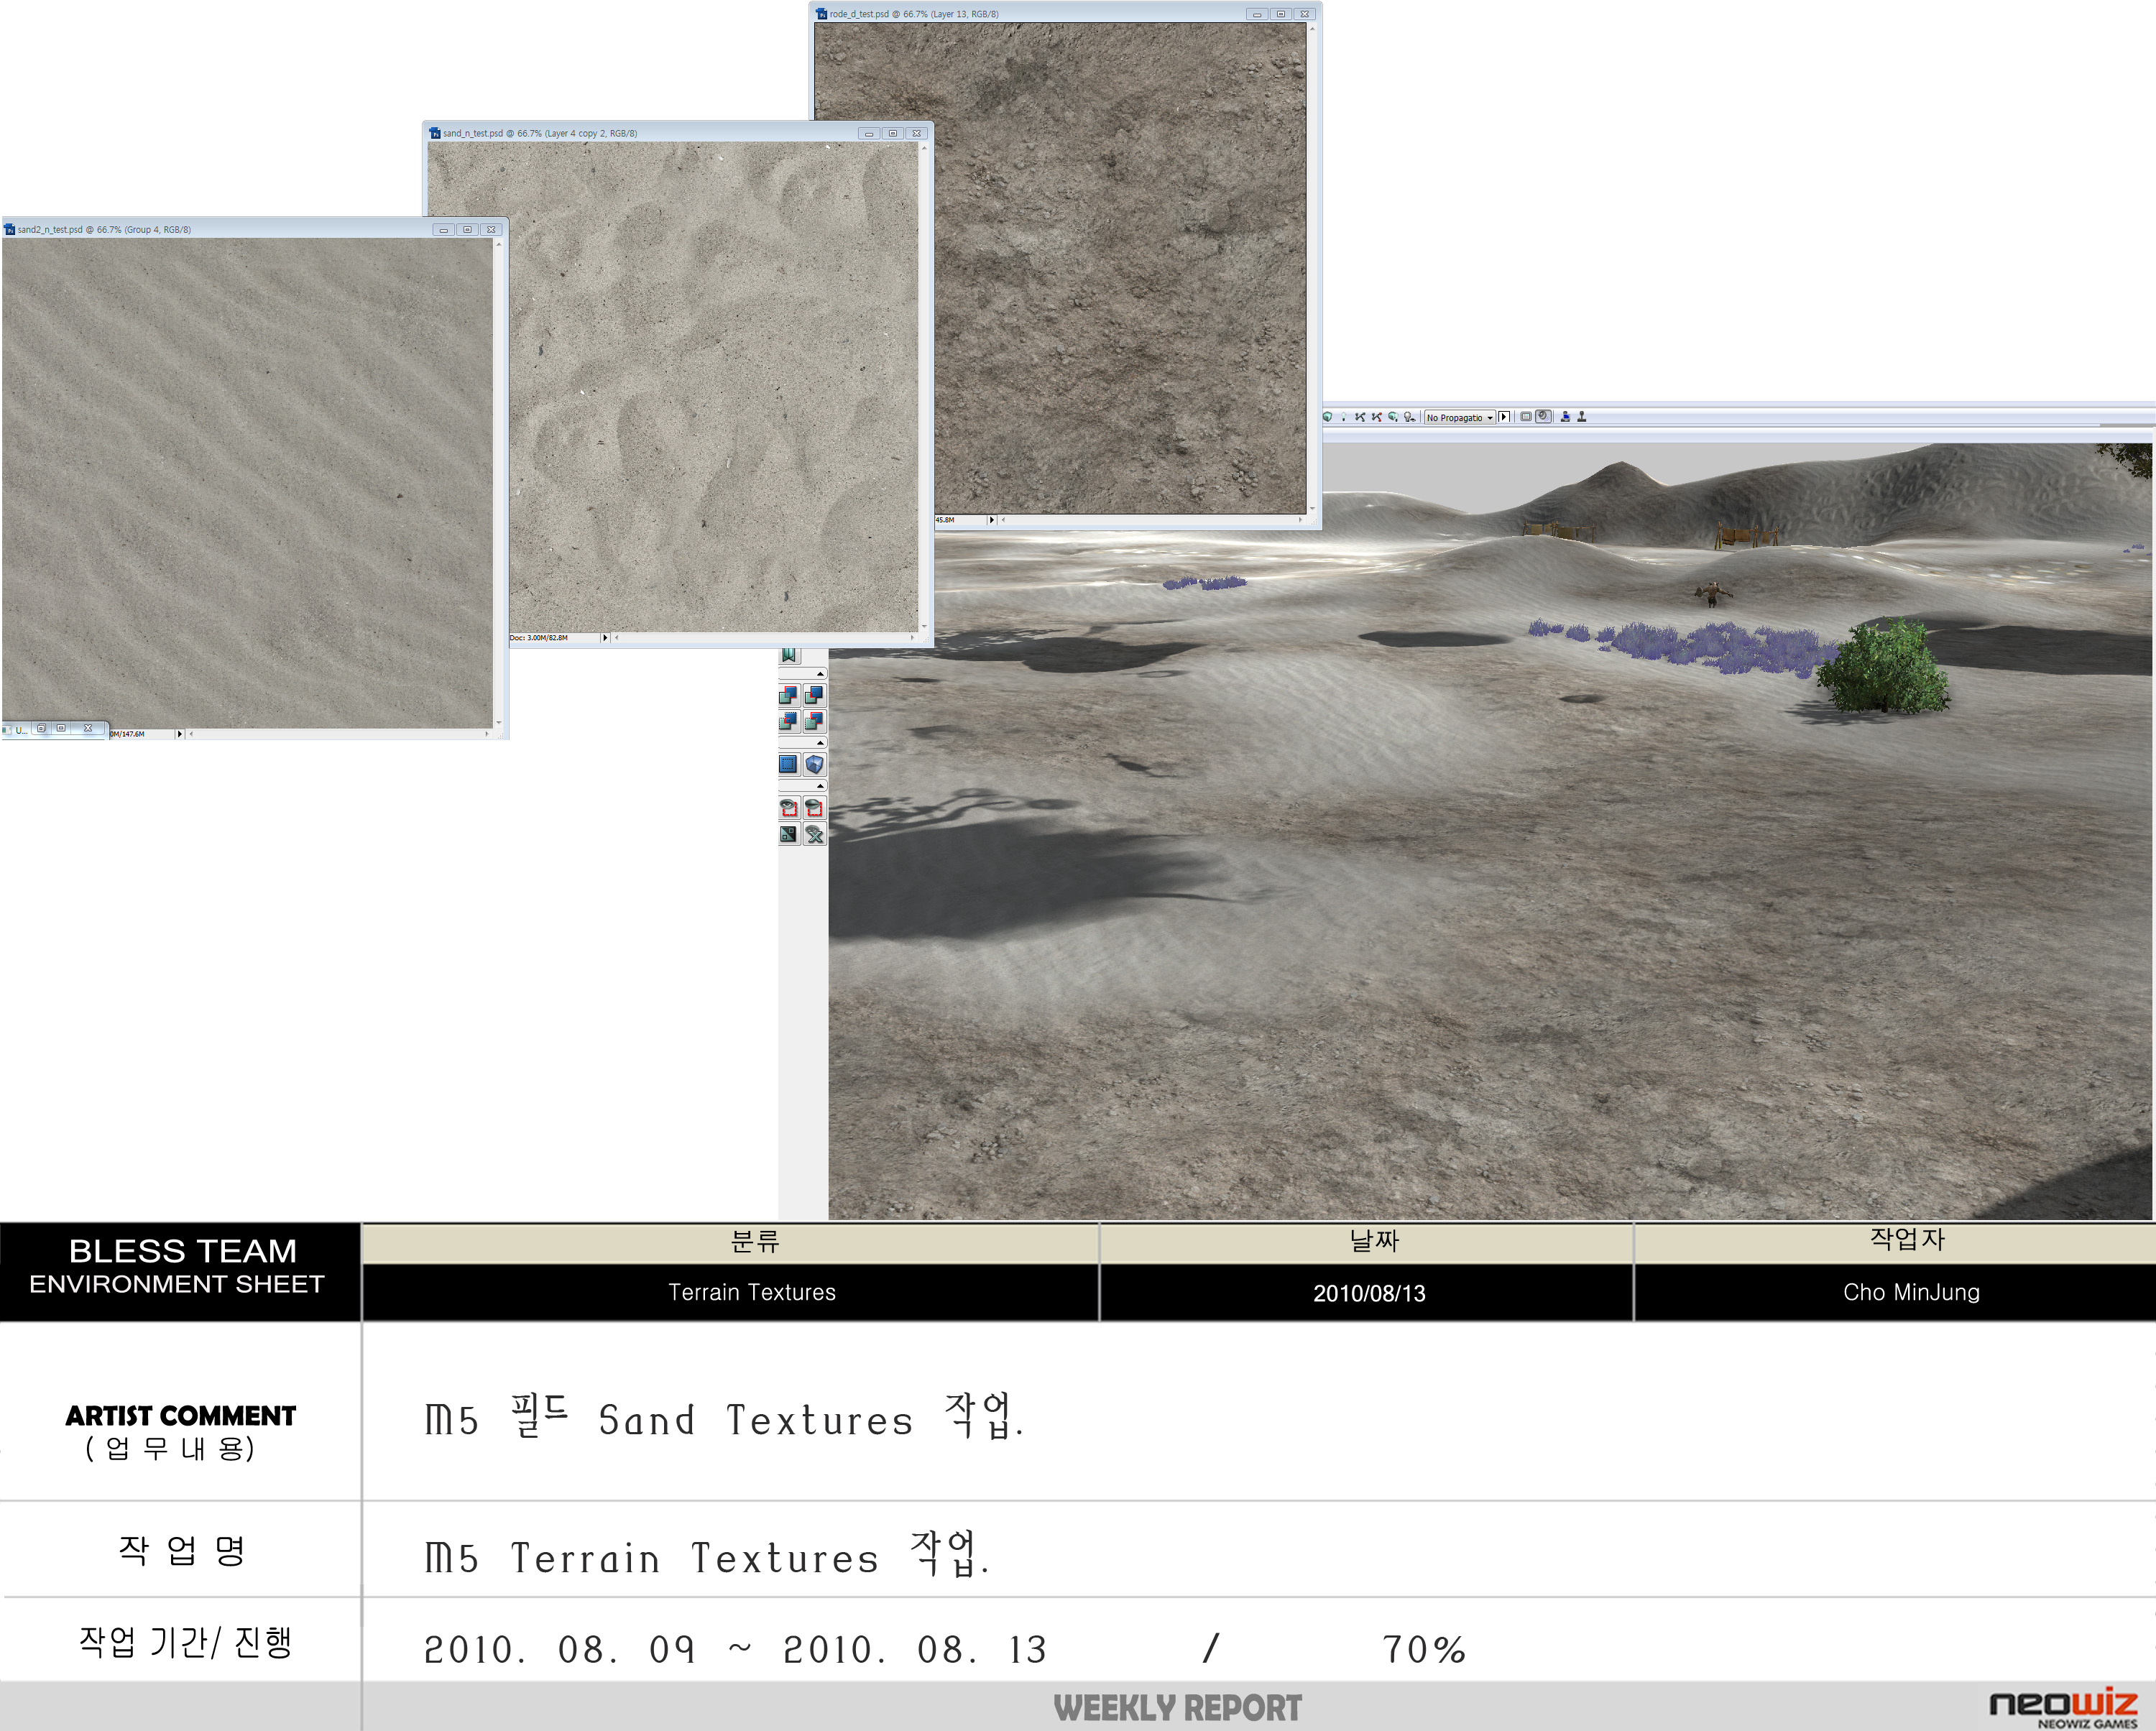 rode_d_test.psd @ 66.7% (Layer 13, RGB/8)
sand_n_test.psd @ 66.7% (Layer 4 copy 2, RGB/8)
sand2_n_test.psd @ 66.7% (Group 4, RGB/8)
No Propagatio
45.8M
Doc: 3.00M/82.8M
U...
0M/147.6M
BLESS TEAM
ENVIRONMENT SHEET
분류
날짜
작업자
Terrain Textures
2010/08/13
Cho MinJung
ARTIST COMMENT
( 업 무 내 용)
M5 필드 Sand Textures 작업.
작 업 명
M5 Terrain Textures 작업.
작업 기간/ 진행
2010. 08. 09 ~ 2010. 08. 13 / 70%
WEEKLY REPORT
neowiz
NEOWIZ GAMES